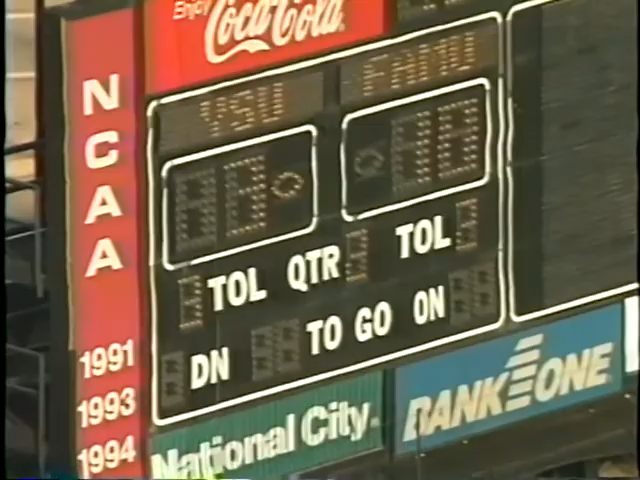 Enjoy
Coca-Cola
NCAA
YSU FAMU
TOL QTR TOL
DN TO GO ON
1991
1993
1994
National City
BANK ONE